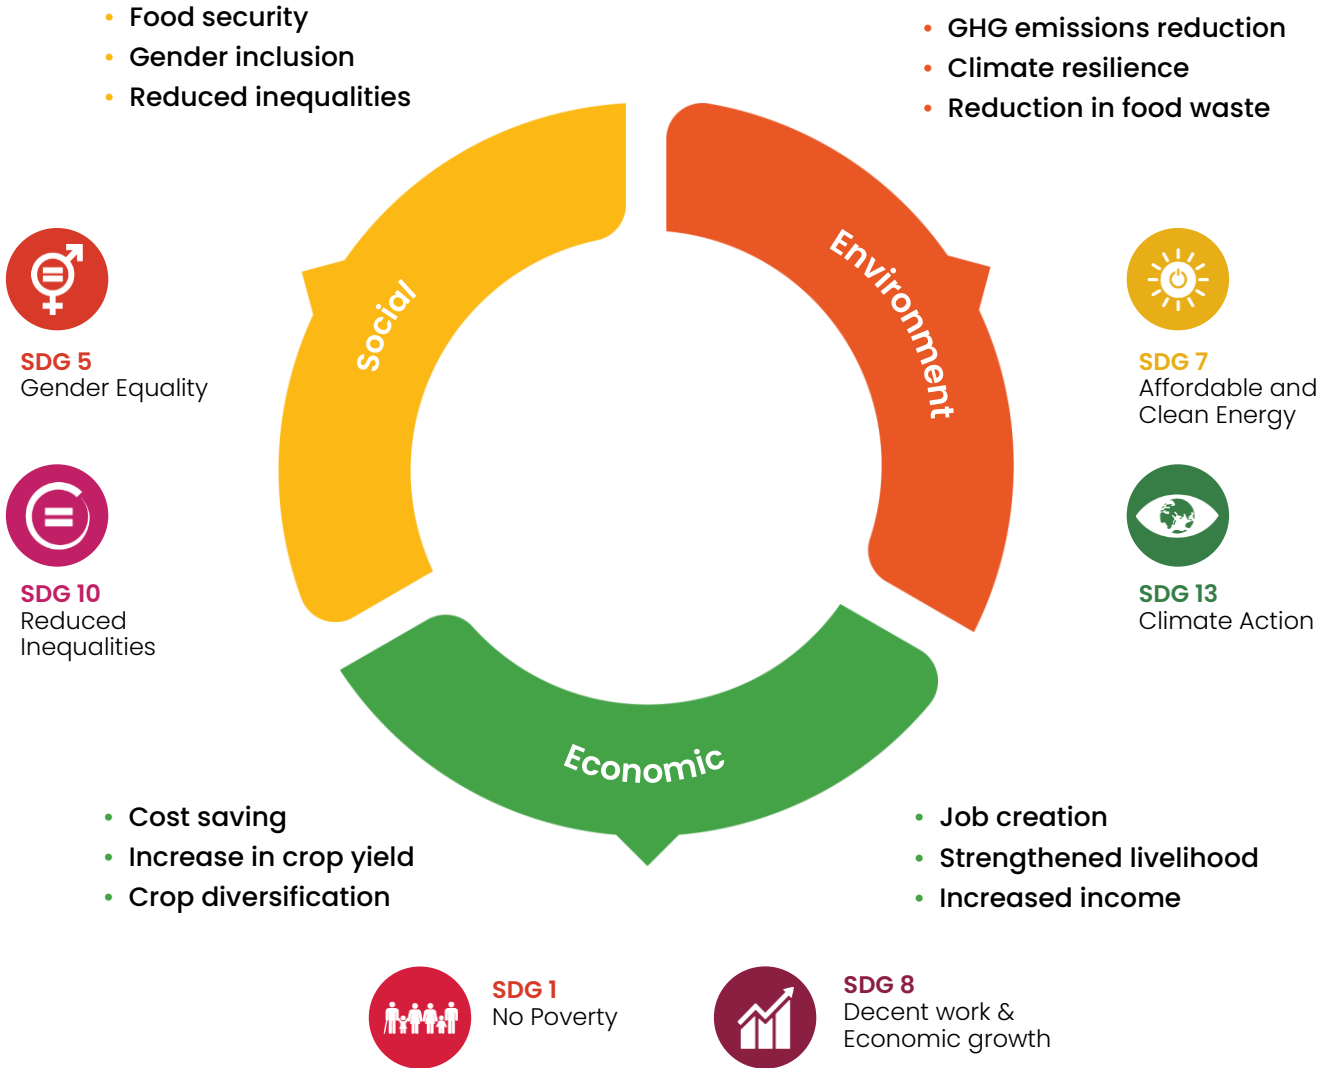 • Food security
• Gender inclusion
• Reduced inequalities
• GHG emissions reduction
• Climate resilience
• Reduction in food waste
Social
Environment
SDG 5
Gender Equality
SDG 10
Reduced
Inequalities
SDG 7
Affordable and
Clean Energy
SDG 13
Climate Action
Economic
• Cost saving
• Increase in crop yield
• Crop diversification
• Job creation
• Strengthened livelihood
• Increased income
SDG 1
No Poverty
SDG 8
Decent work &
Economic growth